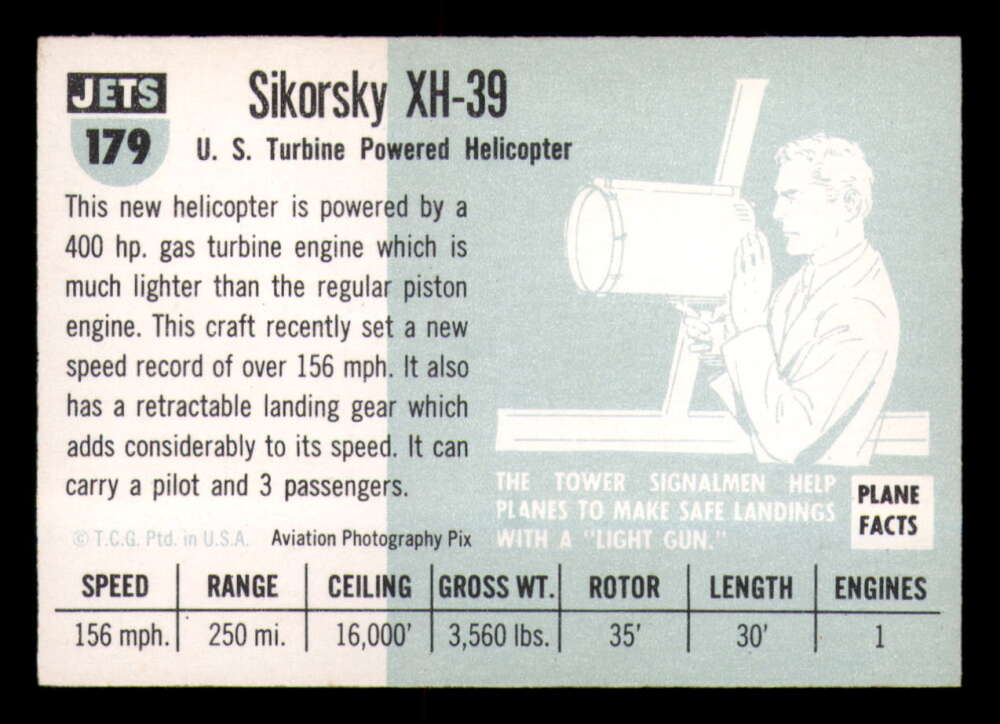 JETS
179
Sikorsky XH-39
U. S. Turbine Powered Helicopter
This new helicopter is powered by a
400 hp. gas turbine engine which is
much lighter than the regular piston
engine. This craft recently set a new
speed record of over 156 mph. It also
has a retractable landing gear which
adds considerably to its speed. It can
carry a pilot and 3 passengers.
© T.C.G. Ptd. in U.S.A. Aviation Photography Pix
THE TOWER SIGNALMEN HELP
PLANES TO MAKE SAFE LANDINGS
WITH A "LIGHT GUN."
PLANE
FACTS
SPEED RANGE CEILING GROSS WT. ROTOR LENGTH ENGINES
156 mph. 250 mi. 16,000' 3,560 lbs. 35' 30' 1